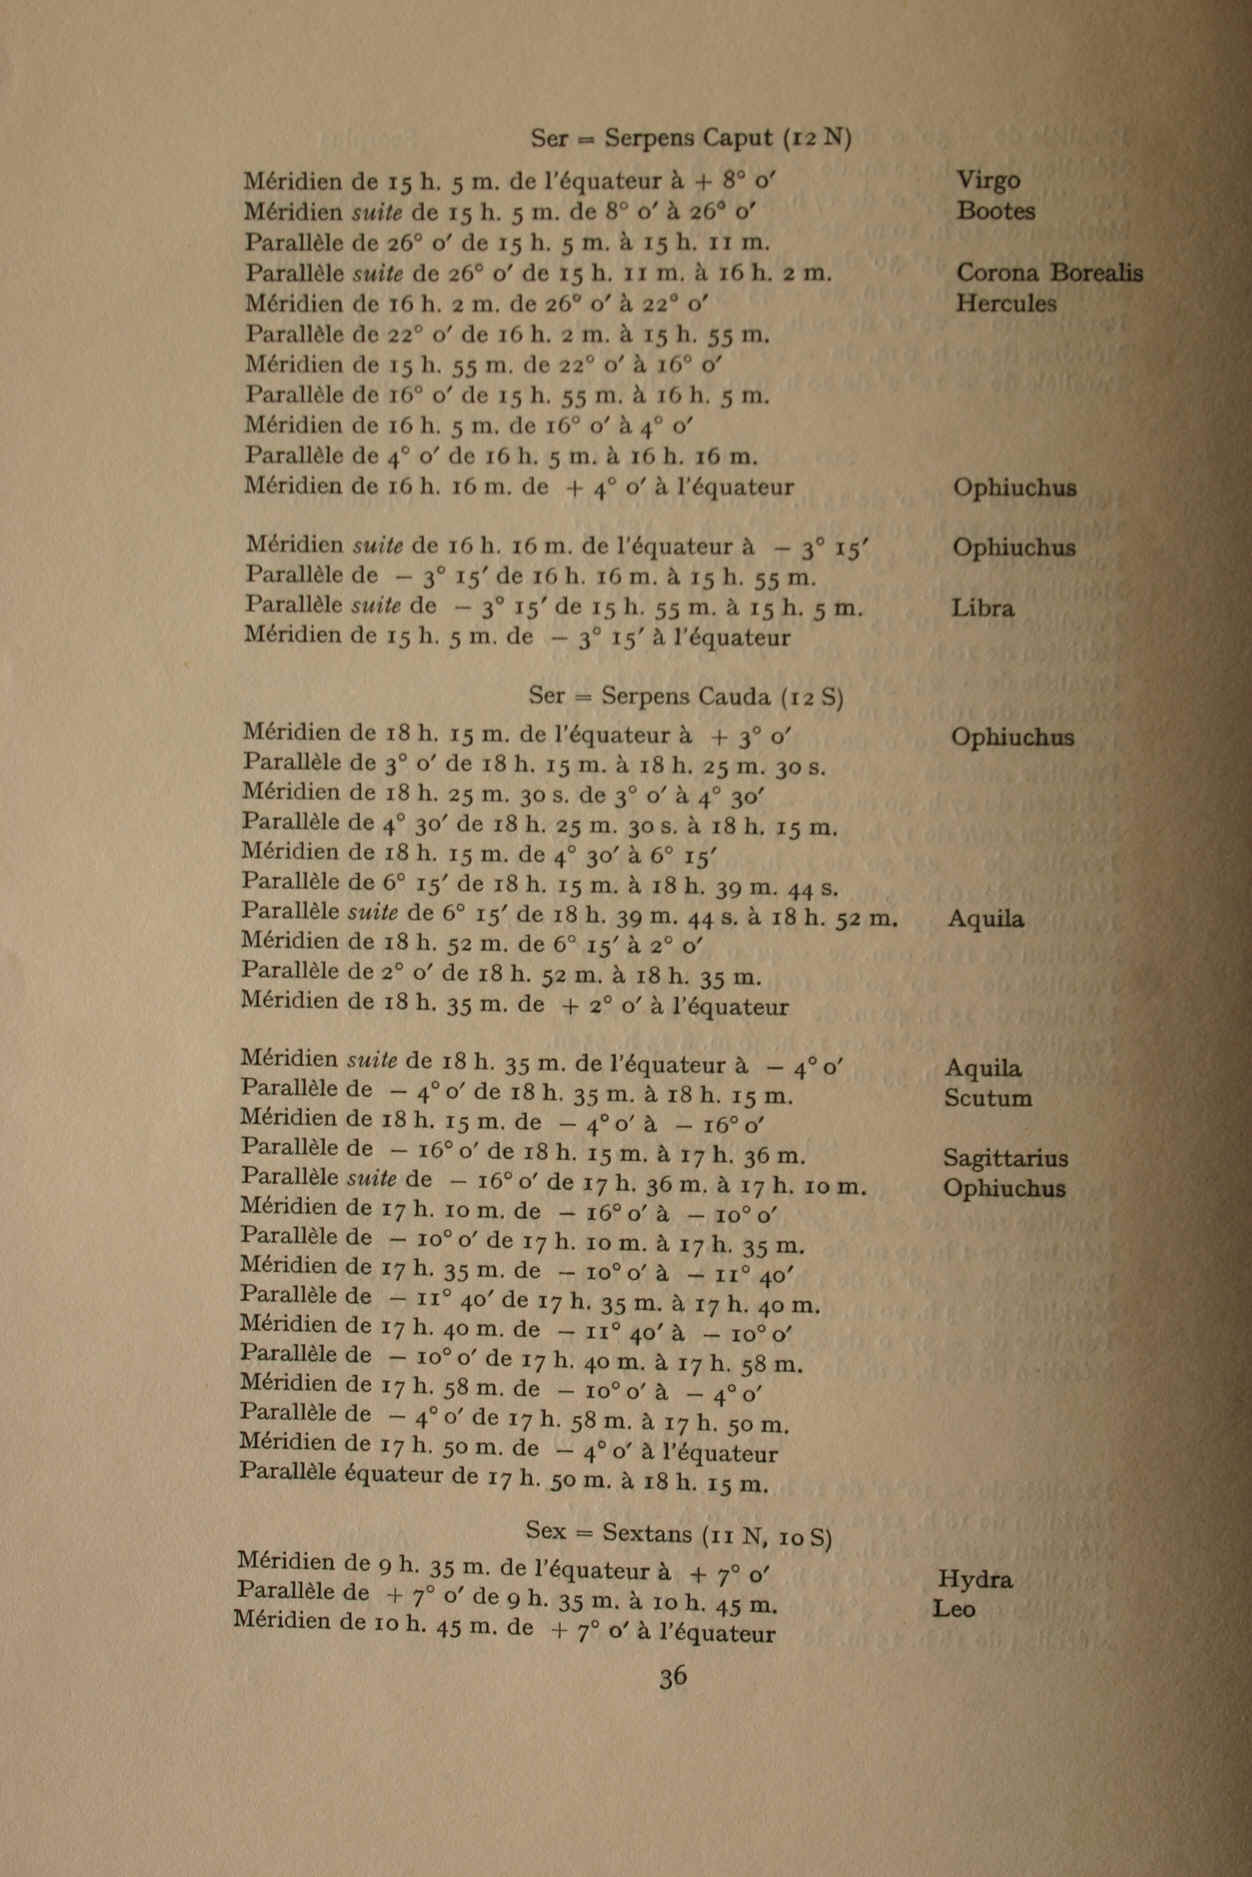 Ser = Serpens Caput (12 N)
Méridien de 15 h. 5 m. de l'équateur à + 8° 0′ Virgo
Méridien suite de 15 h. 5 m. de 8° 0′ à 26° 0′ Bootes
Parallèle de 26° 0′ de 15 h. 5 m. à 15 h. 11 m.
Parallèle suite de 26° 0′ de 15 h. 11 m. à 16 h. 2 m. Corona Borealis
Méridien de 16 h. 2 m. de 26° 0′ à 22° 0′ Hercules
Parallèle de 22° 0′ de 16 h. 2 m. à 15 h. 55 m.
Méridien de 15 h. 55 m. de 22° 0′ à 16° 0′
Parallèle de 16° 0′ de 15 h. 55 m. à 16 h. 5 m.
Méridien de 16 h. 5 m. de 16° 0′ à 4° 0′
Parallèle de 4° 0′ de 16 h. 5 m. à 16 h. 16 m.
Méridien de 16 h. 16 m. de + 4° 0′ à l'équateur Ophiuchus
Méridien suite de 16 h. 16 m. de l'équateur à − 3° 15′ Ophiuchus
Parallèle de − 3° 15′ de 16 h. 16 m. à 15 h. 55 m.
Parallèle suite de − 3° 15′ de 15 h. 55 m. à 15 h. 5 m. Libra
Méridien de 15 h. 5 m. de − 3° 15′ à l'équateur
Ser = Serpens Cauda (12 S)
Méridien de 18 h. 15 m. de l'équateur à + 3° 0′ Ophiuchus
Parallèle de 3° 0′ de 18 h. 15 m. à 18 h. 25 m. 30 s.
Méridien de 18 h. 25 m. 30 s. de 3° 0′ à 4° 30′
Parallèle de 4° 30′ de 18 h. 25 m. 30 s. à 18 h. 15 m.
Méridien de 18 h. 15 m. de 4° 30′ à 6° 15′
Parallèle de 6° 15′ de 18 h. 15 m. à 18 h. 39 m. 44 s.
Parallèle suite de 6° 15′ de 18 h. 39 m. 44 s. à 18 h. 52 m. Aquila
Méridien de 18 h. 52 m. de 6° 15′ à 2° 0′
Parallèle de 2° 0′ de 18 h. 52 m. à 18 h. 35 m.
Méridien de 18 h. 35 m. de + 2° 0′ à l'équateur
Méridien suite de 18 h. 35 m. de l'équateur à − 4° 0′ Aquila
Parallèle de − 4° 0′ de 18 h. 35 m. à 18 h. 15 m. Scutum
Méridien de 18 h. 15 m. de − 4° 0′ à − 16° 0′
Parallèle de − 16° 0′ de 18 h. 15 m. à 17 h. 36 m. Sagittarius
Parallèle suite de − 16° 0′ de 17 h. 36 m. à 17 h. 10 m. Ophiuchus
Méridien de 17 h. 10 m. de − 16° 0′ à − 10° 0′
Parallèle de − 10° 0′ de 17 h. 10 m. à 17 h. 35 m.
Méridien de 17 h. 35 m. de − 10° 0′ à − 11° 40′
Parallèle de − 11° 40′ de 17 h. 35 m. à 17 h. 40 m.
Méridien de 17 h. 40 m. de − 11° 40′ à − 10° 0′
Parallèle de − 10° 0′ de 17 h. 40 m. à 17 h. 58 m.
Méridien de 17 h. 58 m. de − 10° 0′ à − 4° 0′
Parallèle de − 4° 0′ de 17 h. 58 m. à 17 h. 50 m.
Méridien de 17 h. 50 m. de − 4° 0′ à l'équateur
Parallèle équateur de 17 h. 50 m. à 18 h. 15 m.
Sex = Sextans (11 N, 10 S)
Méridien de 9 h. 35 m. de l'équateur à + 7° 0′ Hydra
Parallèle de + 7° 0′ de 9 h. 35 m. à 10 h. 45 m. Leo
Méridien de 10 h. 45 m. de + 7° 0′ à l'équateur
36